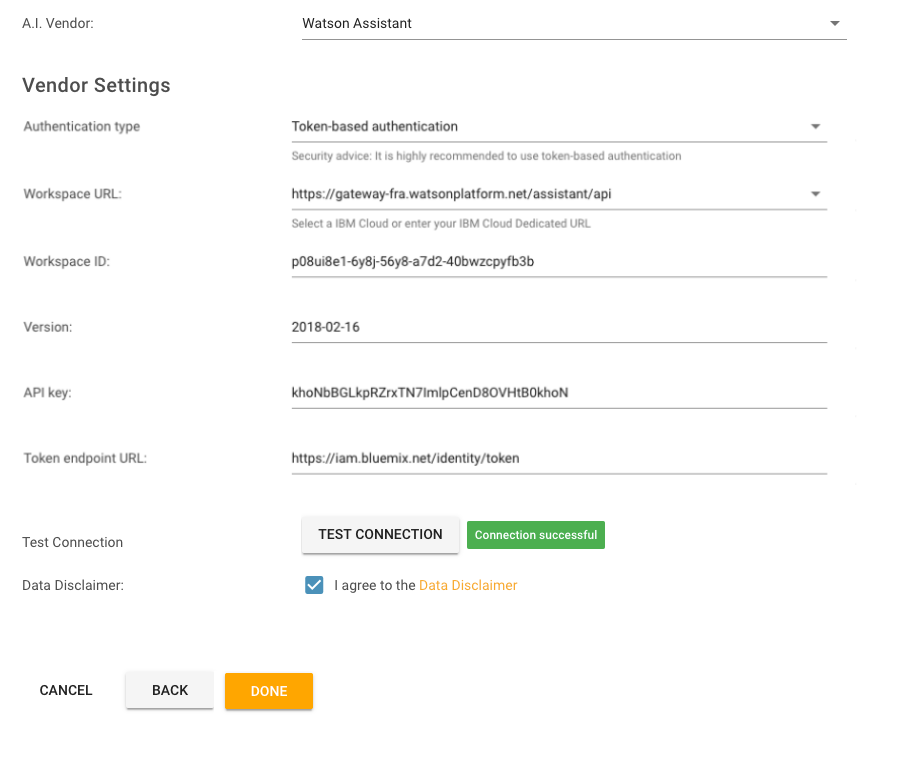 A.I. Vendor:
Watson Assistant
Vendor Settings
Authentication type
Token-based authentication
Security advice: It is highly recommended to use token-based authentication
Workspace URL:
https://gateway-fra.watsonplatform.net/assistant/api
Select a IBM Cloud or enter your IBM Cloud Dedicated URL
Workspace ID:
p08ui8e1-6y8j-56y8-a7d2-40bwzcpyfb3b
Version:
2018-02-16
API key:
khoNbBGLkpRZrxTN7ImlpCenD8OVHtB0khoN
Token endpoint URL:
https://iam.bluemix.net/identity/token
Test Connection
TEST CONNECTION
Connection successful
Data Disclaimer:
I agree to the Data Disclaimer
CANCEL
BACK
DONE